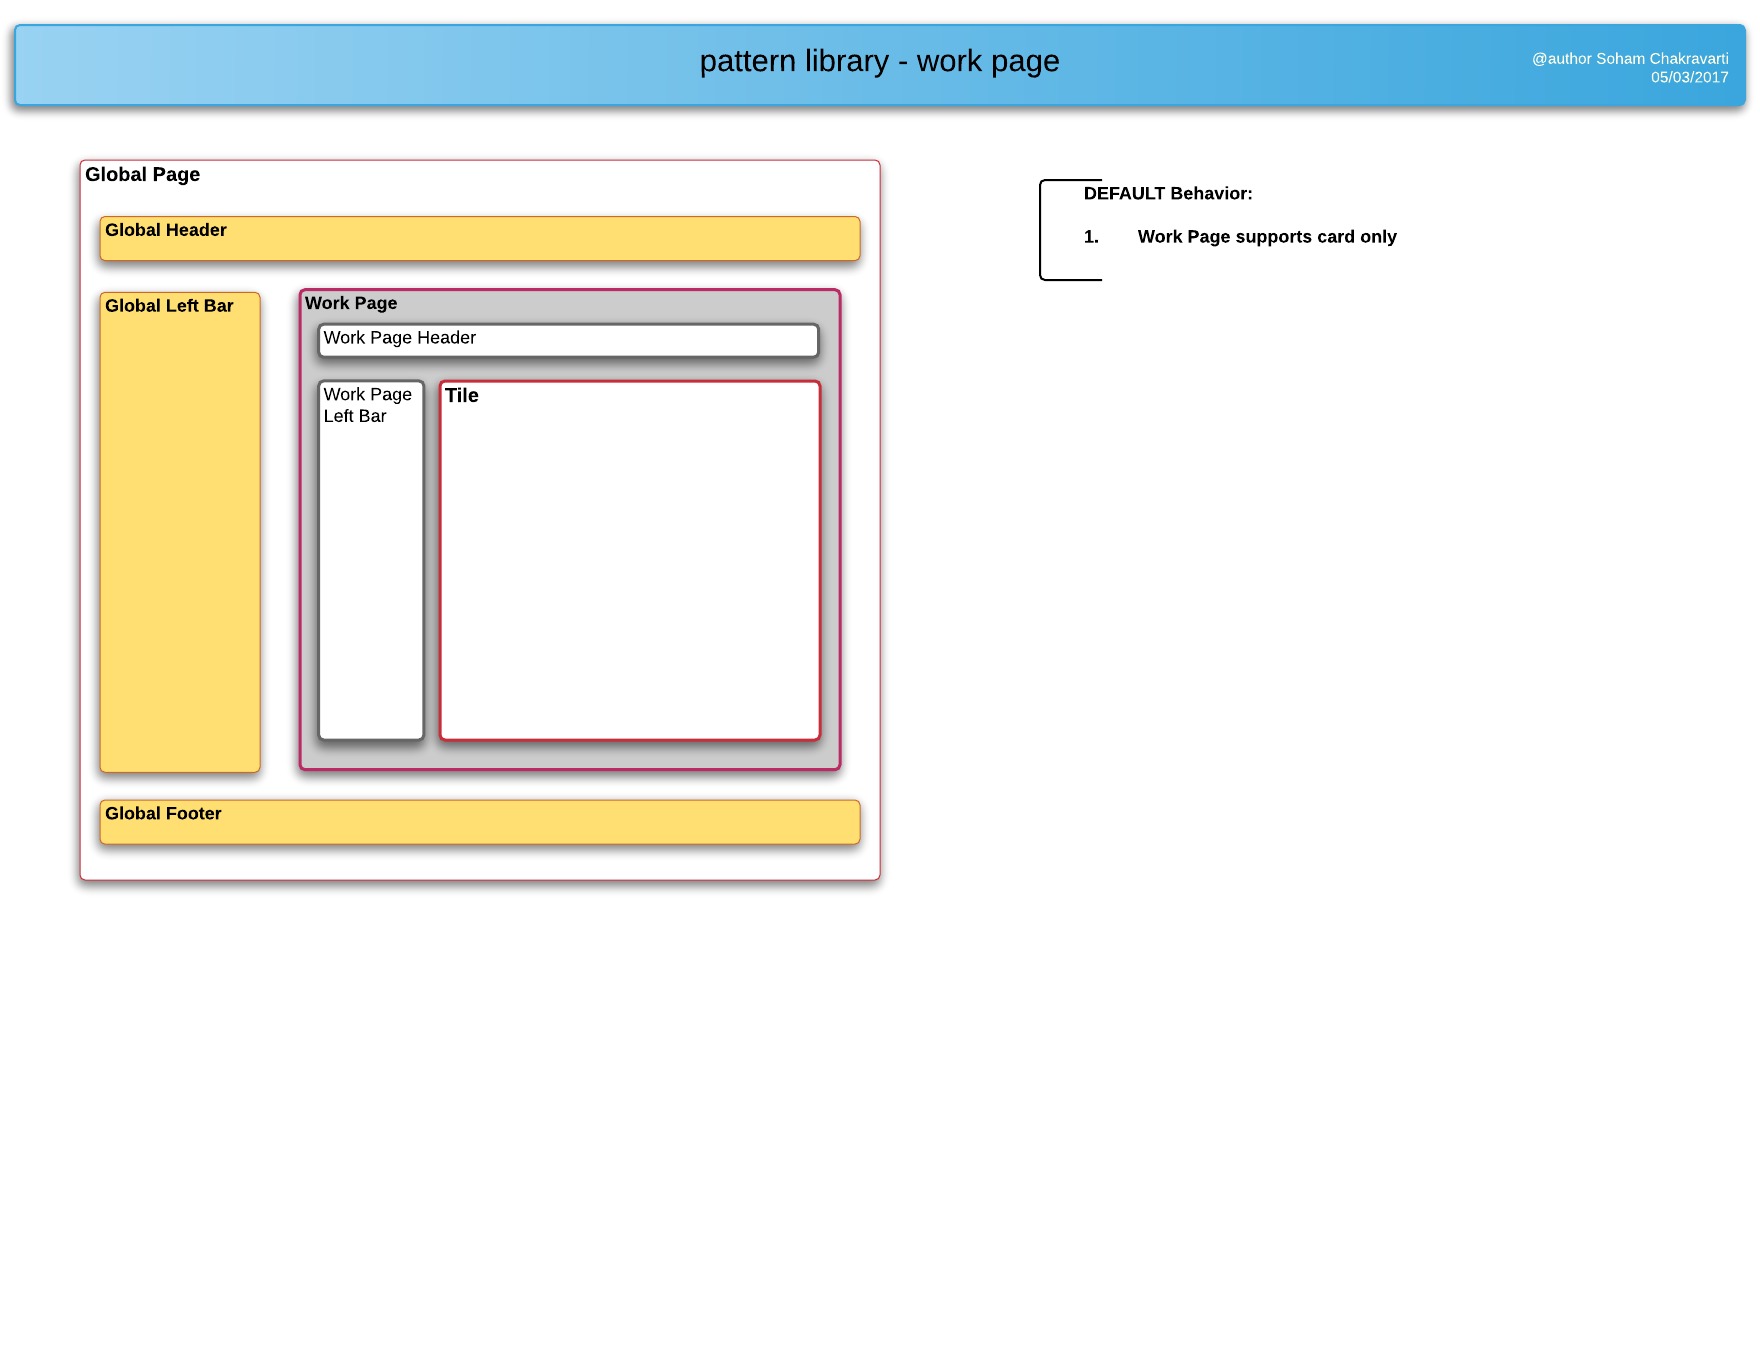 pattern library - work page
@author Soham Chakravarti
05/03/2017
Global Page
Global Header
Global Left Bar
Work Page
Work Page Header
Work Page
Left Bar
Tile
Global Footer
DEFAULT Behavior:
1. Work Page supports card only